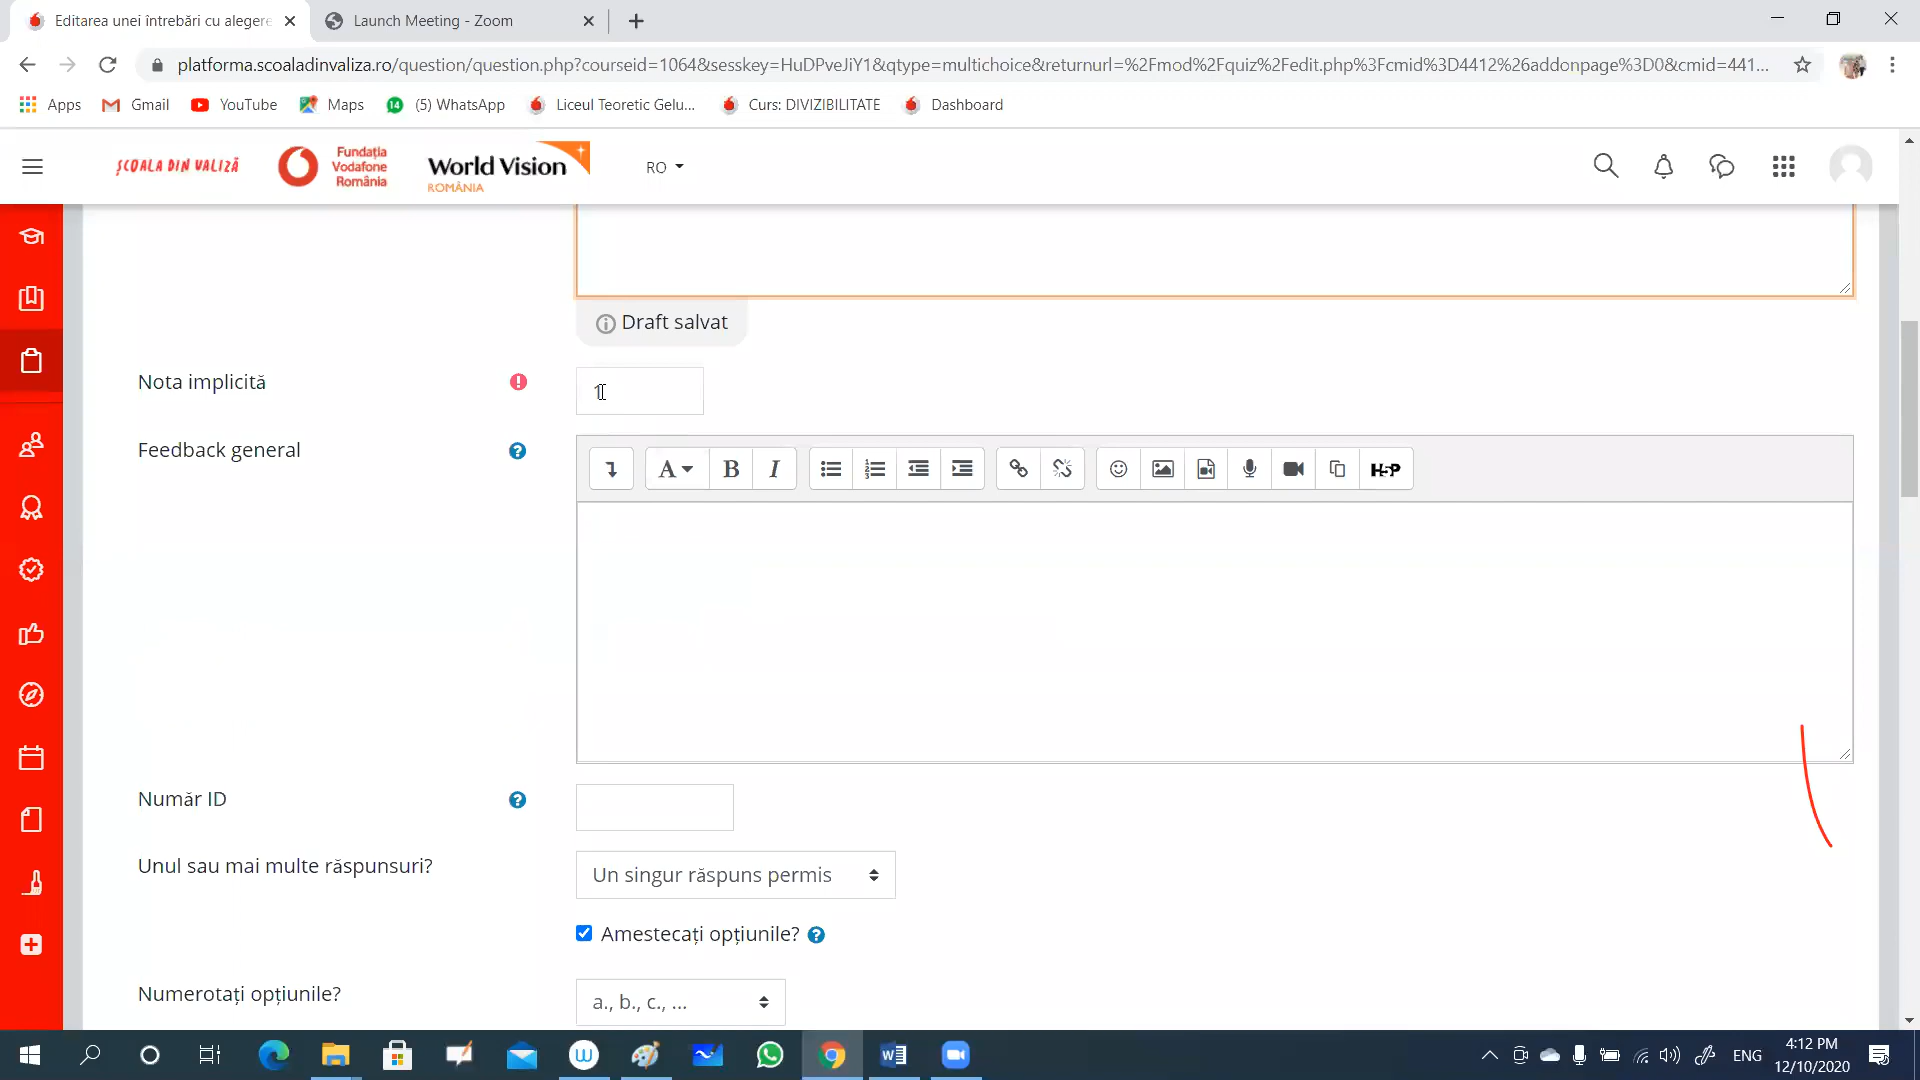 Editarea unei întrebări cu alegere
Launch Meeting - Zoom
platforma.scoaladinvaliza.ro/question/question.php?courseid=1064&sesskey=HuDPveJiY1&qtype=multichoice&returnurl=%2Fmod%2Fquiz%2Fedit.php%3Fcmid%3D4412%26addonpage%3D0&cmid=441...
Apps
Gmail
YouTube
Maps
14
(5) WhatsApp
Liceul Teoretic Gelu...
Curs: DIVIZIBILITATE
Dashboard
ȘCOALA DIN VALIZĂ
Fundația
Vodafone
România
World Vision
ROMÂNIA
RO
Draft salvat
Nota implicită
1
Feedback general
A
B
I
H5P
Număr ID
Unul sau mai multe răspunsuri?
Un singur răspuns permis
Amestecați opțiunile?
Numerotați opțiunile?
a., b., c., ...
ENG
4:12 PM
12/10/2020